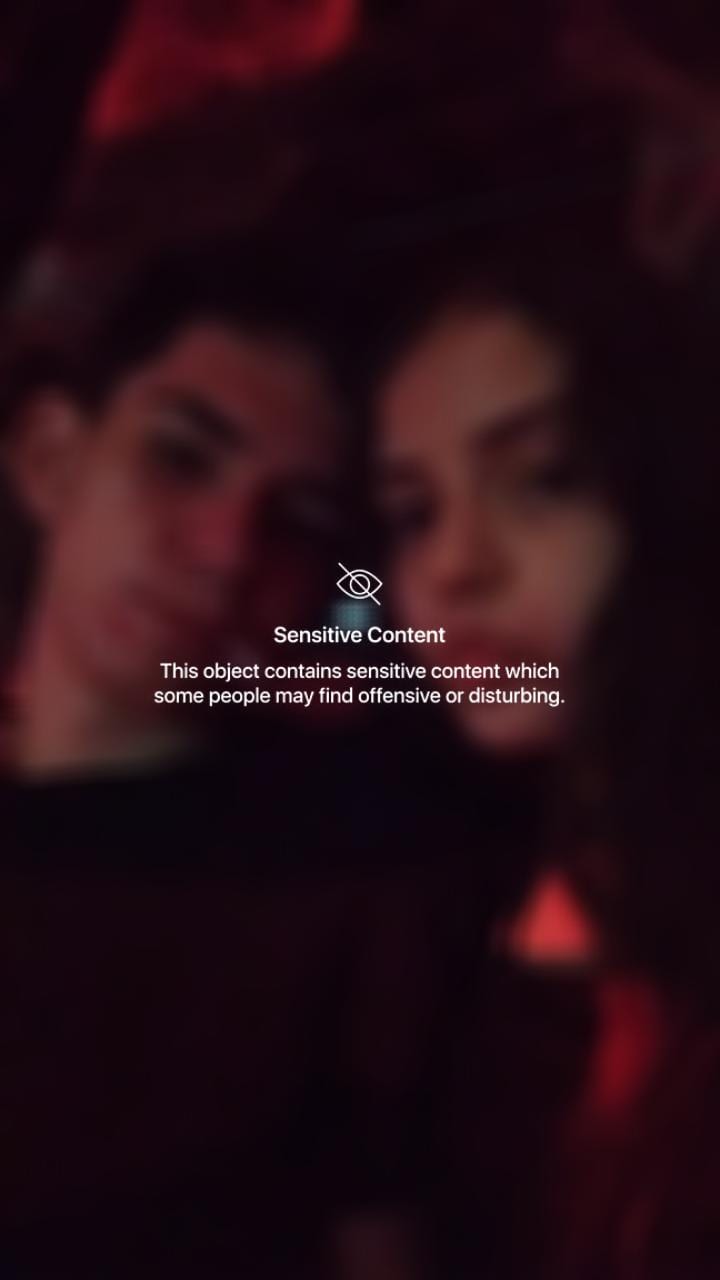 Sensitive Content
This object contains sensitive content which
some people may find offensive or disturbing.